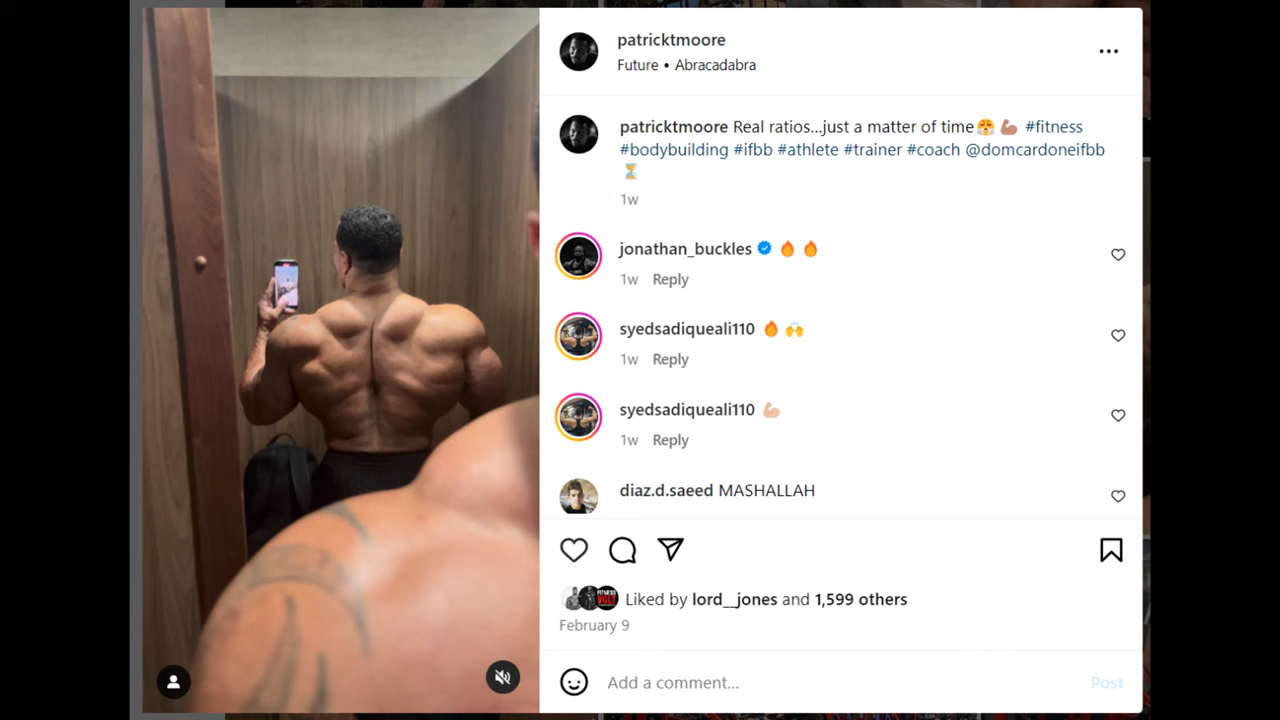 patricktmoore
Future • Abracadabra
patricktmoore Real ratios...just a matter of time😤 💪🏽 #fitness
#bodybuilding #ifbb #athlete #trainer #coach @domcardoneifbb
⏳
1w
jonathan_buckles 🔥 🔥
1w Reply
syedsadiqueali110 🔥 🙌
1w Reply
syedsadiqueali110 💪🏻
1w Reply
diaz.d.saeed MASHALLAH
Liked by lord__jones and 1,599 others
February 9
Add a comment...
Post